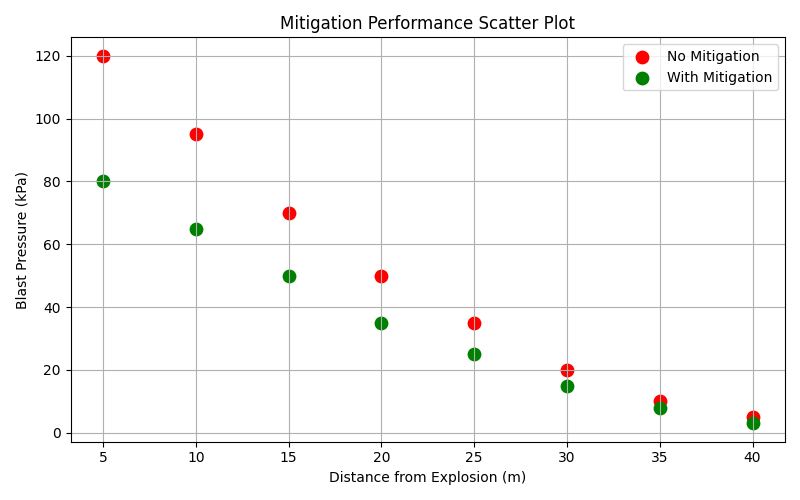 Mitigation Performance Scatter Plot
No Mitigation
With Mitigation
120
100
80
60
40
20
0
Blast Pressure (kPa)
5 10 15 20 25 30 35 40
Distance from Explosion (m)